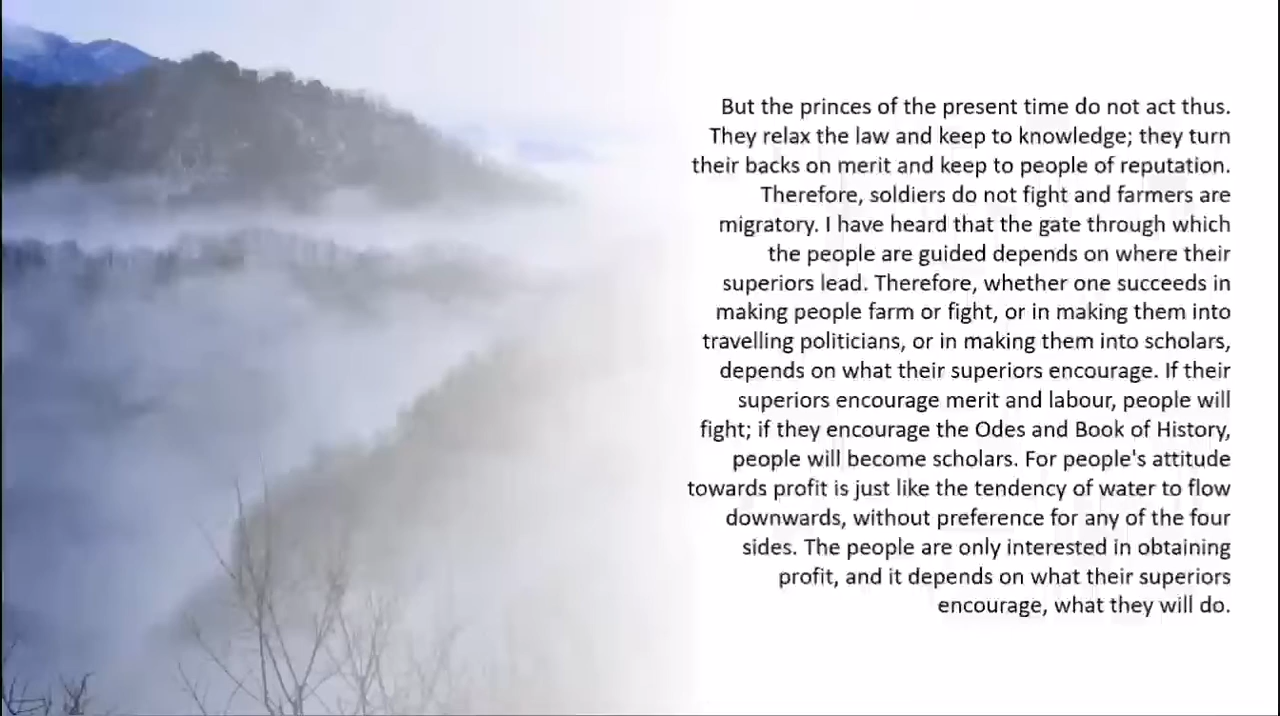 But the princes of the present time do not act thus.
They relax the law and keep to knowledge; they turn
their backs on merit and keep to people of reputation.
Therefore, soldiers do not fight and farmers are
migratory. I have heard that the gate through which
the people are guided depends on where their
superiors lead. Therefore, whether one succeeds in
making people farm or fight, or in making them into
travelling politicians, or in making them into scholars,
depends on what their superiors encourage. If their
superiors encourage merit and labour, people will
fight; if they encourage the Odes and Book of History,
people will become scholars. For people's attitude
towards profit is just like the tendency of water to flow
downwards, without preference for any of the four
sides. The people are only interested in obtaining
profit, and it depends on what their superiors
encourage, what they will do.